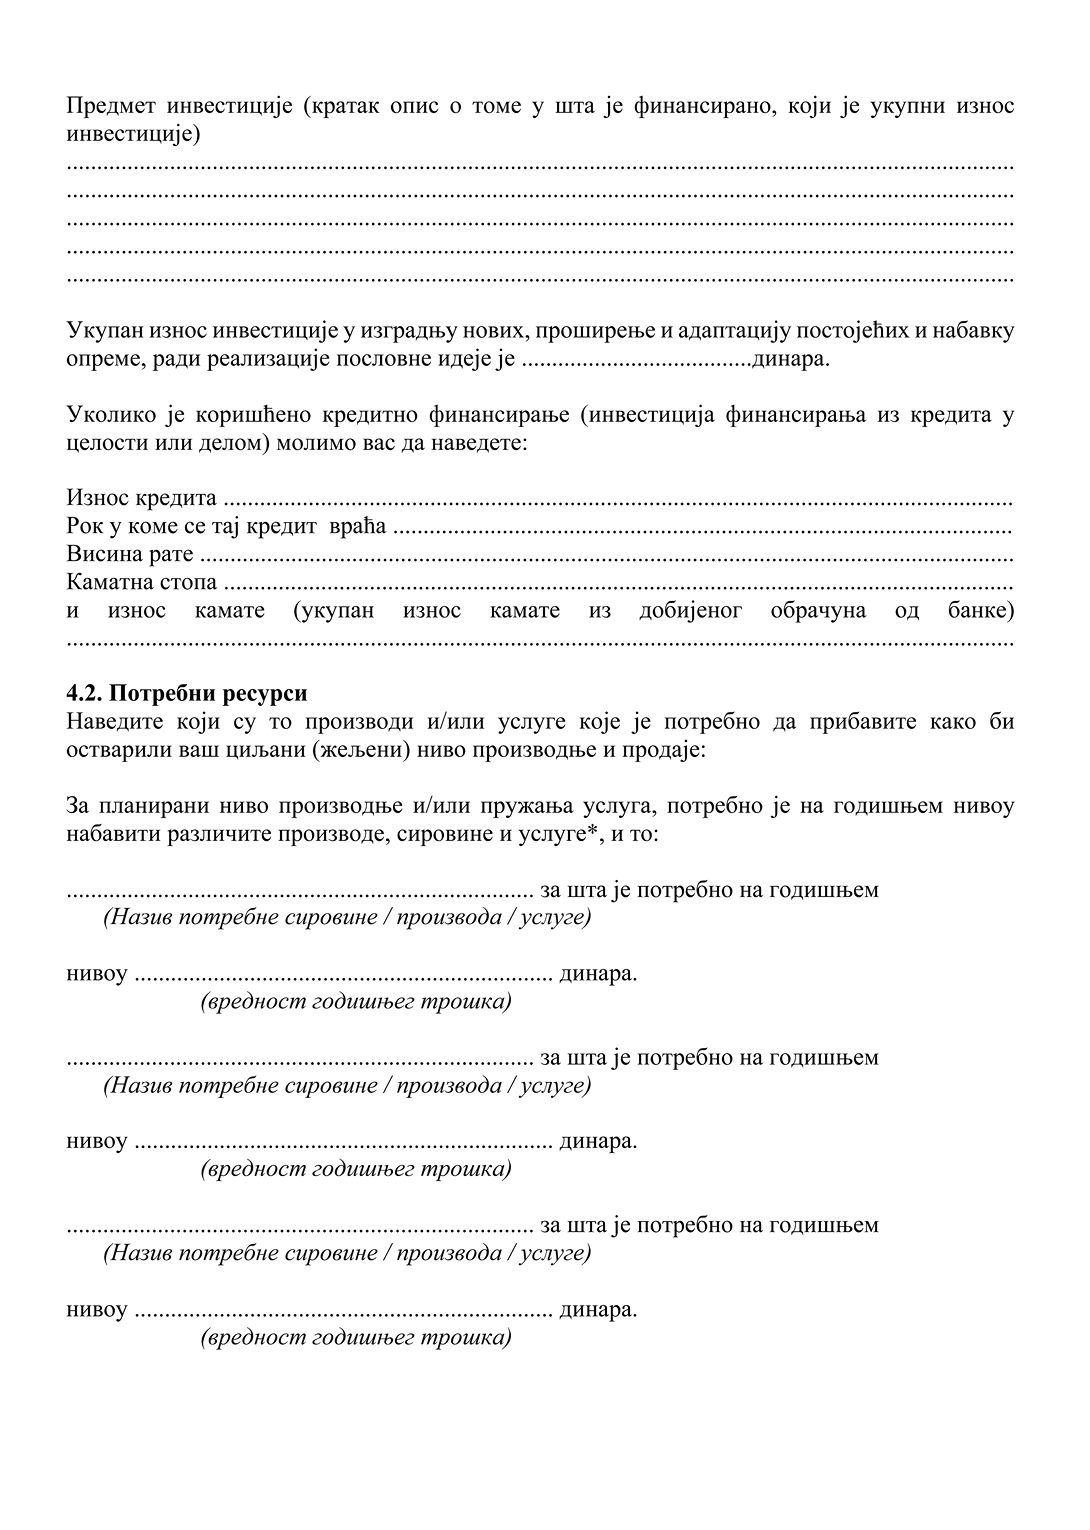 Предмет инвестиције (кратак опис о томе у шта је финансирано, који је укупни износ
инвестиције)
................................................................................................................................
................................................................................................................................
................................................................................................................................
................................................................................................................................
................................................................................................................................
Укупан износ инвестиције у изградњу нових, проширење и адаптацију постојећих и набавку
опреме, ради реализације пословне идеје је ......................................динара.
Уколико је коришћено кредитно финансирање (инвестиција финансирања из кредита у
целости или делом) молимо вас да наведете:
Износ кредита ..................................................................................................................................
Рок у коме се тај кредит  враћа ......................................................................................................
Висина рате ......................................................................................................................................
Каматна стопа ..................................................................................................................................
и износ камате (укупан износ камате из добијеног обрачуна од банке)
................................................................................................................................
4.2. Потребни ресурси
Наведите који су то производи и/или услуге које је потребно да прибавите како би
остварили ваш циљани (жељени) ниво производње и продаје:
За планирани ниво производње и/или пружања услуга, потребно је на годишњем нивоу
набавити различите производе, сировине и услуге*, и то:
............................................................................. за шта је потребно на годишњем
(Назив потребне сировине / производа / услуге)
нивоу ..................................................................... динара.
(вредност годишњег трошка)
............................................................................. за шта је потребно на годишњем
(Назив потребне сировине / производа / услуге)
нивоу ..................................................................... динара.
(вредност годишњег трошка)
............................................................................. за шта је потребно на годишњем
(Назив потребне сировине / производа / услуге)
нивоу ..................................................................... динара.
(вредност годишњег трошка)